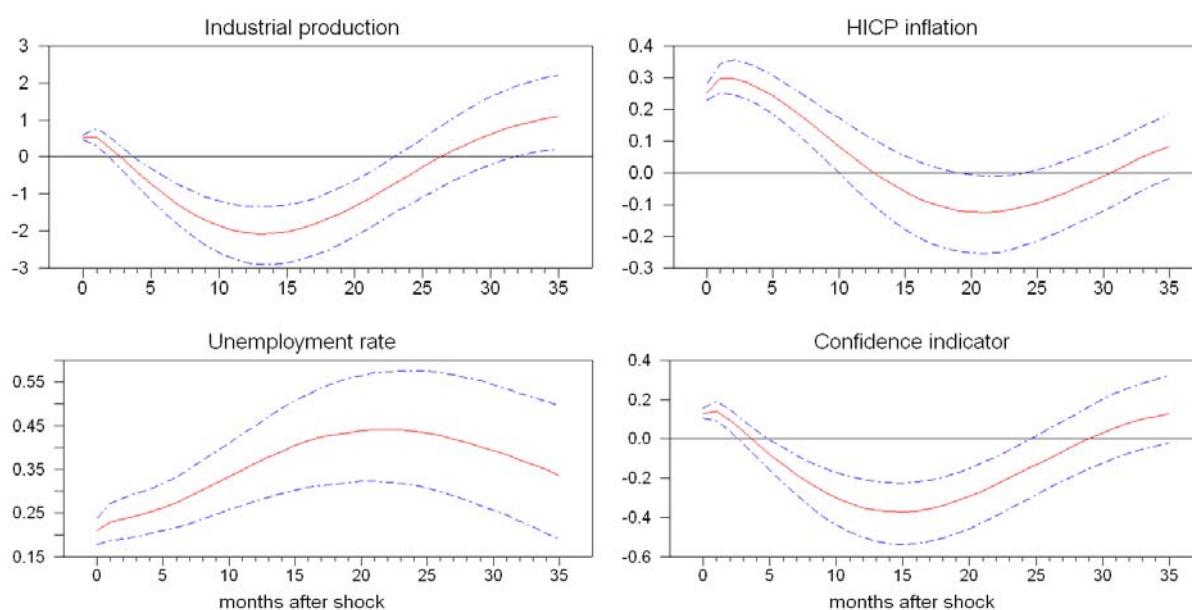 Industrial production
3
2
1
0
-1
-2
-3
0 5 10 15 20 25 30 35
HICP inflation
0.4
0.3
0.2
0.1
0.0
-0.1
-0.2
-0.3
0 5 10 15 20 25 30 35
Unemployment rate
0.55
0.45
0.35
0.25
0.15
0 5 10 15 20 25 30 35
months after shock
Confidence indicator
0.4
0.2
0.0
-0.2
-0.4
-0.6
0 5 10 15 20 25 30 35
months after shock